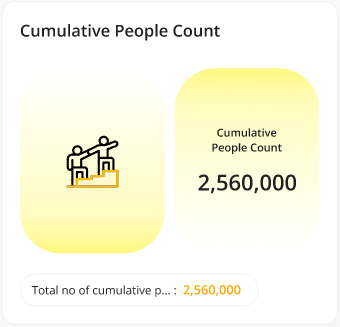 Cumulative People Count
Cumulative
People Count
2,560,000
Total no of cumulative p... : 2,560,000